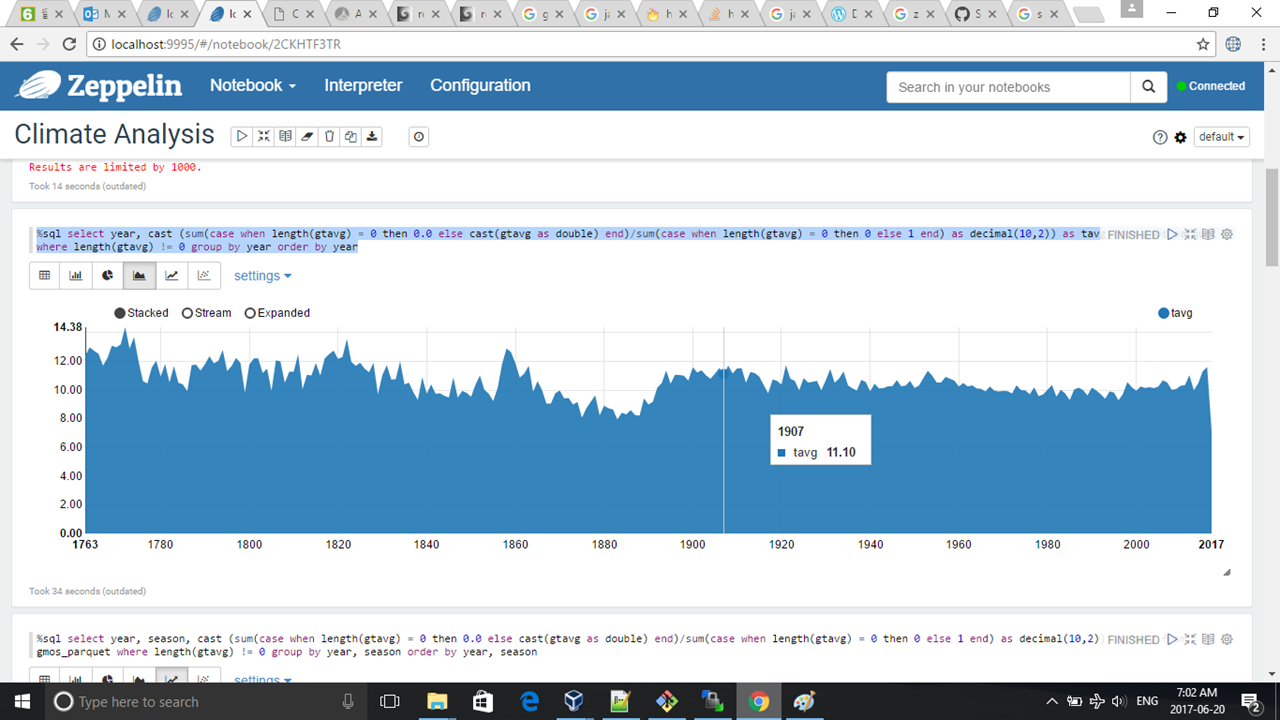 localhost:9995/#/notebook/2CKHTF3TR
Zeppelin Notebook Interpreter Configuration Search in your notebooks Connected
Climate Analysis default
Results are limited by 1000.
Took 14 seconds (outdated)
%sql select year, cast (sum(case when length(gtavg) = 0 then 0.0 else cast(gtavg as double) end)/sum(case when length(gtavg) = 0 then 0 else 1 end) as decimal(10,2)) as tav FINISHED
where length(gtavg) != 0 group by year order by year
settings
Stacked Stream Expanded tavg
14.38
12.00
10.00
8.00
6.00
4.00
2.00
0.00
1907
tavg 11.10
1763 1780 1800 1820 1840 1860 1880 1900 1920 1940 1960 1980 2000 2017
Took 34 seconds (outdated)
%sql select year, season, cast (sum(case when length(gtavg) = 0 then 0.0 else cast(gtavg as double) end)/sum(case when length(gtavg) = 0 then 0 else 1 end) as decimal(10,2) FINISHED
gmos_parquet where length(gtavg) != 0 group by year, season order by year, season
settings
Type here to search
ENG
7:02 AM
2017-06-20
2